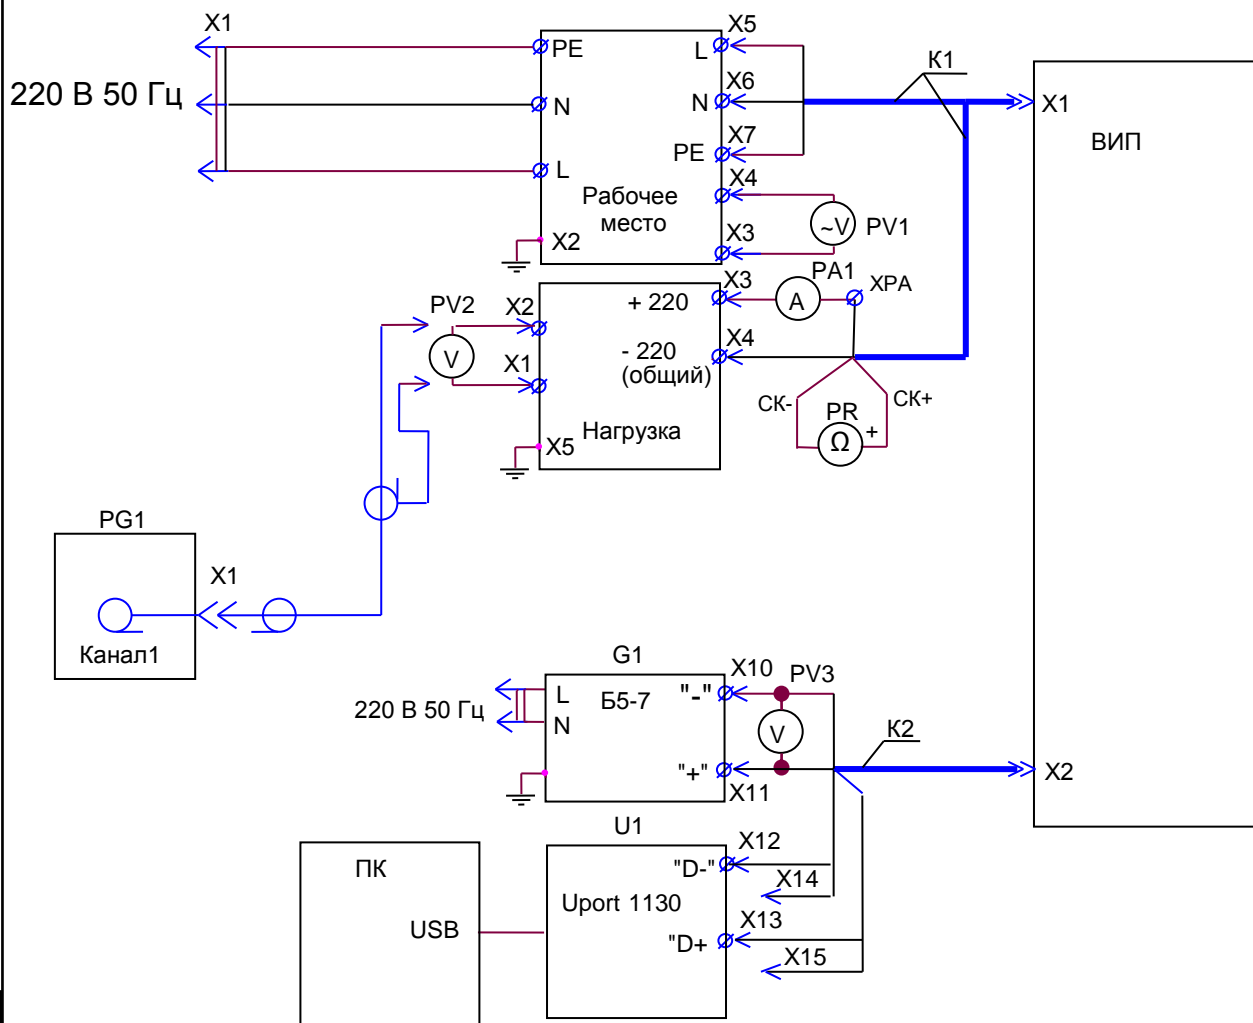 X1
220 В 50 Гц
PE
N
L
Рабочее
место
X2
L
N
PE
X5
X6
X7
X4
X3
~V
PV1
К1
X1
ВИП
PV2
V
X2
X1
+ 220
- 220
(общий)
Нагрузка
X5
X3
X4
PA1
A
XPA
СК-
СК+
PR
Ω
+
PG1
X1
Канал1
G1
220 В 50 Гц
L
N
Б5-7
"-"
"+"
X10
X11
PV3
V
К2
X2
U1
ПК
USB
Uport 1130
"D-"
"D+
X12
X14
X13
X15